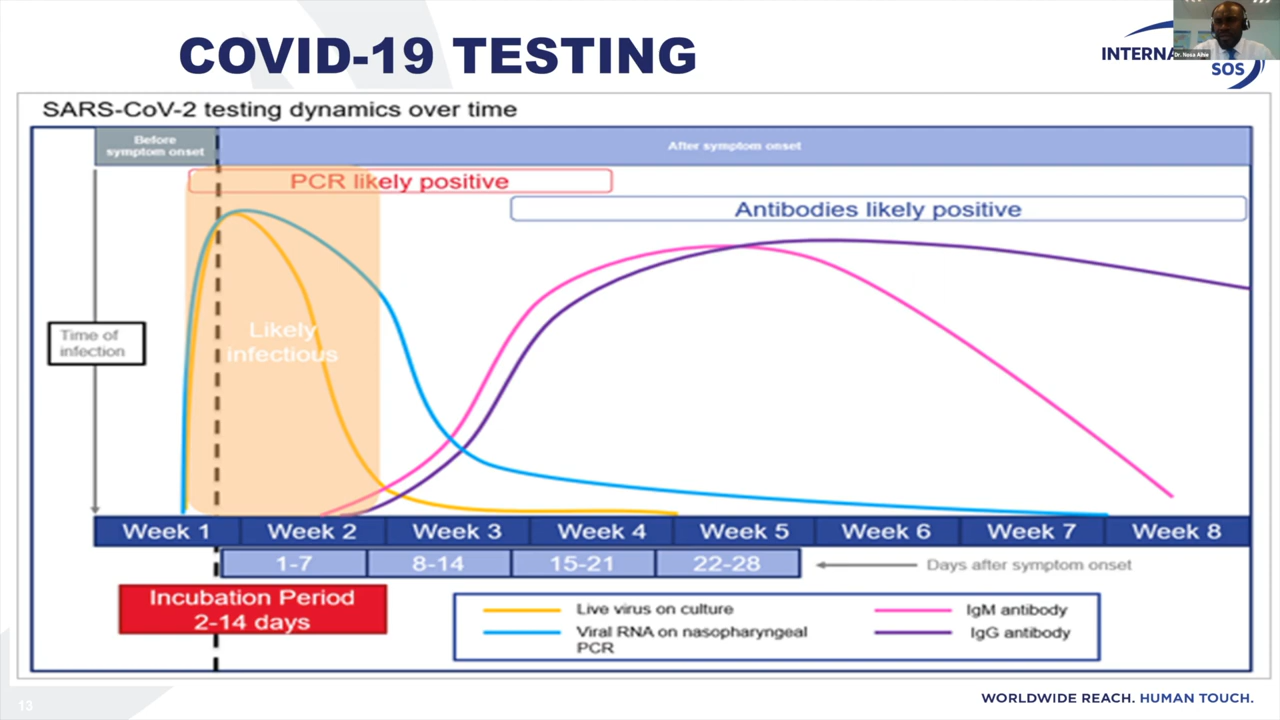 COVID-19 TESTING
INTERNA
SOS
Dr. Nosa Aihie
SARS-CoV-2 testing dynamics over time
Before
symptom onset
After symptom onset
PCR likely positive
Antibodies likely positive
Time of
infection
Likely
infectious
Week 1
Week 2
Week 3
Week 4
Week 5
Week 6
Week 7
Week 8
1-7
8-14
15-21
22-28
Days after symptom onset
Incubation Period
2-14 days
Live virus on culture
Viral RNA on nasopharyngeal
PCR
IgM antibody
IgG antibody
13
WORLDWIDE REACH. HUMAN TOUCH.